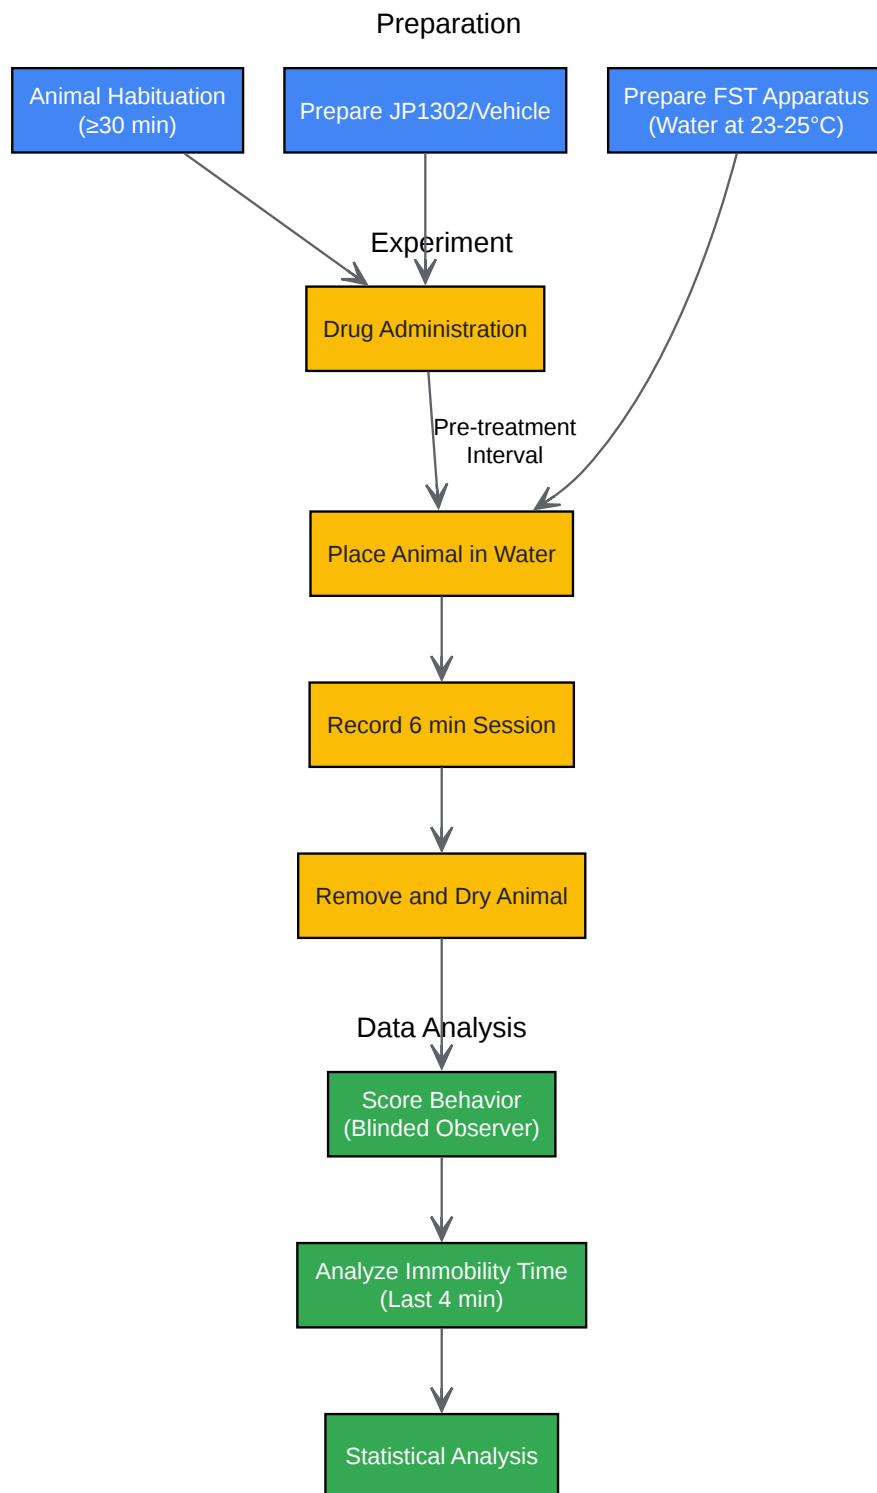 Preparation
Animal Habituation
(≥30 min)
Prepare JP1302/Vehicle
Prepare FST Apparatus
(Water at 23-25°C)
Experiment
Drug Administration
Pre-treatment
Interval
Place Animal in Water
Record 6 min Session
Remove and Dry Animal
Data Analysis
Score Behavior
(Blinded Observer)
Analyze Immobility Time
(Last 4 min)
Statistical Analysis